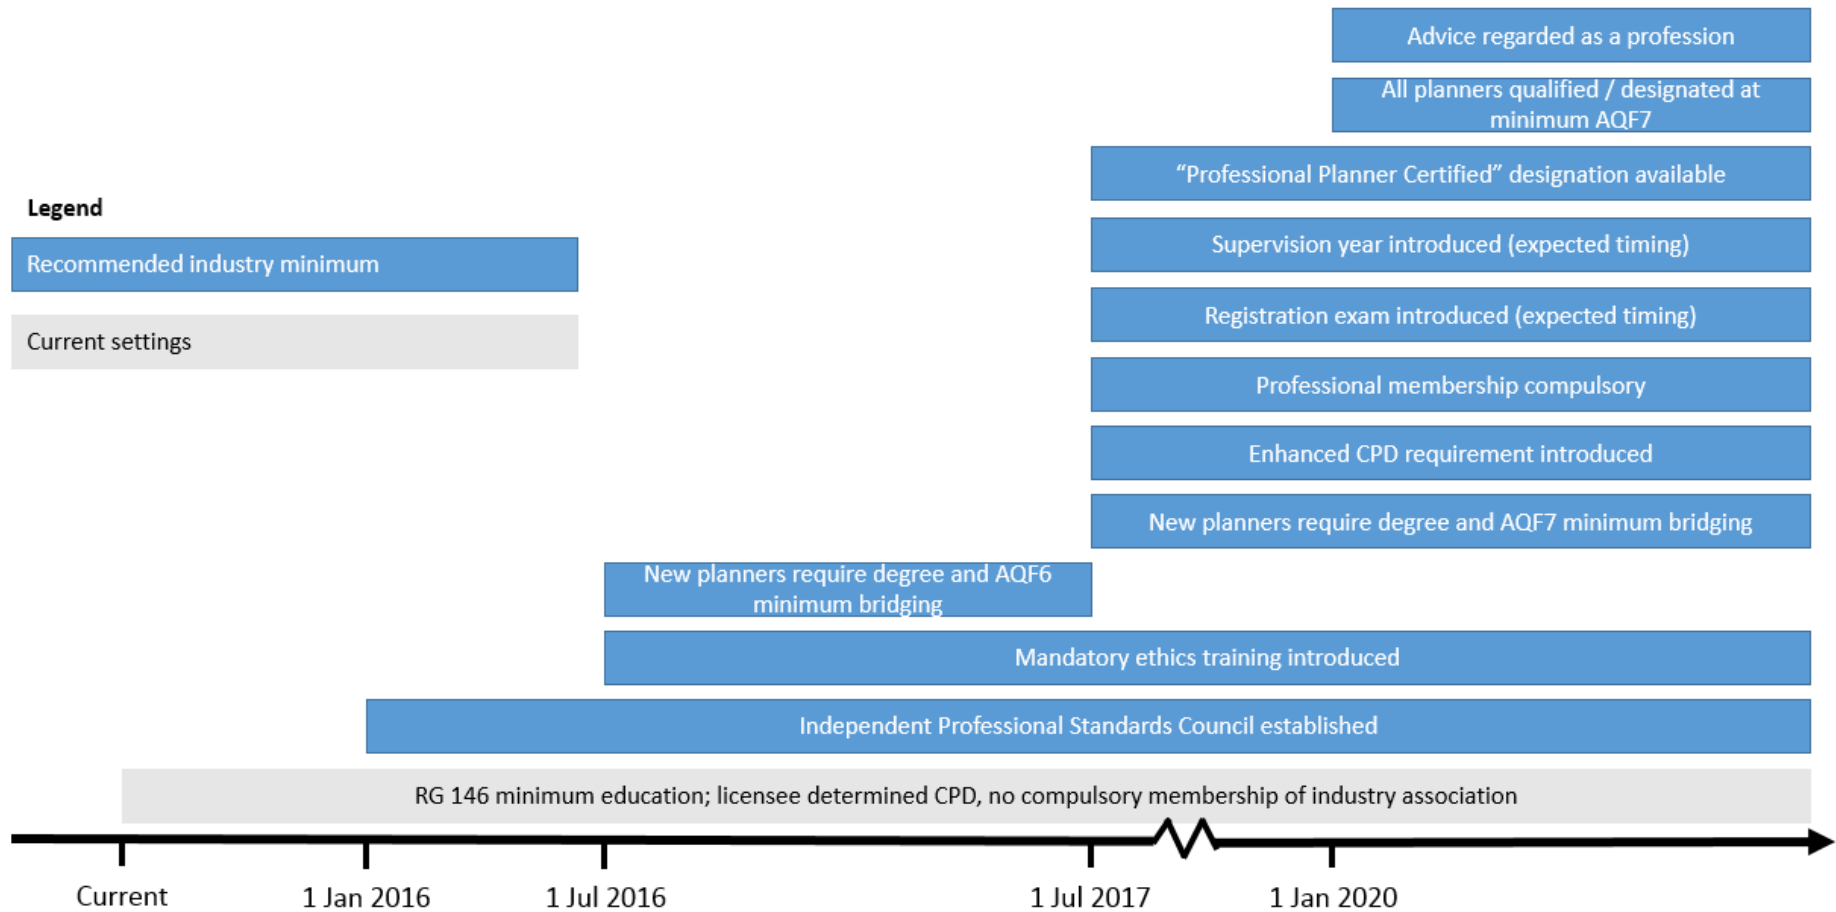 Advice regarded as a profession
All planners qualified / designated at
minimum AQF7
“Professional Planner Certified” designation available
Legend
Supervision year introduced (expected timing)
Recommended industry minimum
Registration exam introduced (expected timing)
Current settings
Professional membership compulsory
Enhanced CPD requirement introduced
New planners require degree and AQF7 minimum bridging
New planners require degree and AQF6
minimum bridging
Mandatory ethics training introduced
Independent Professional Standards Council established
RG 146 minimum education; licensee determined CPD, no compulsory membership of industry association
Current
1 Jan 2016
1 Jul 2016
1 Jul 2017
1 Jan 2020